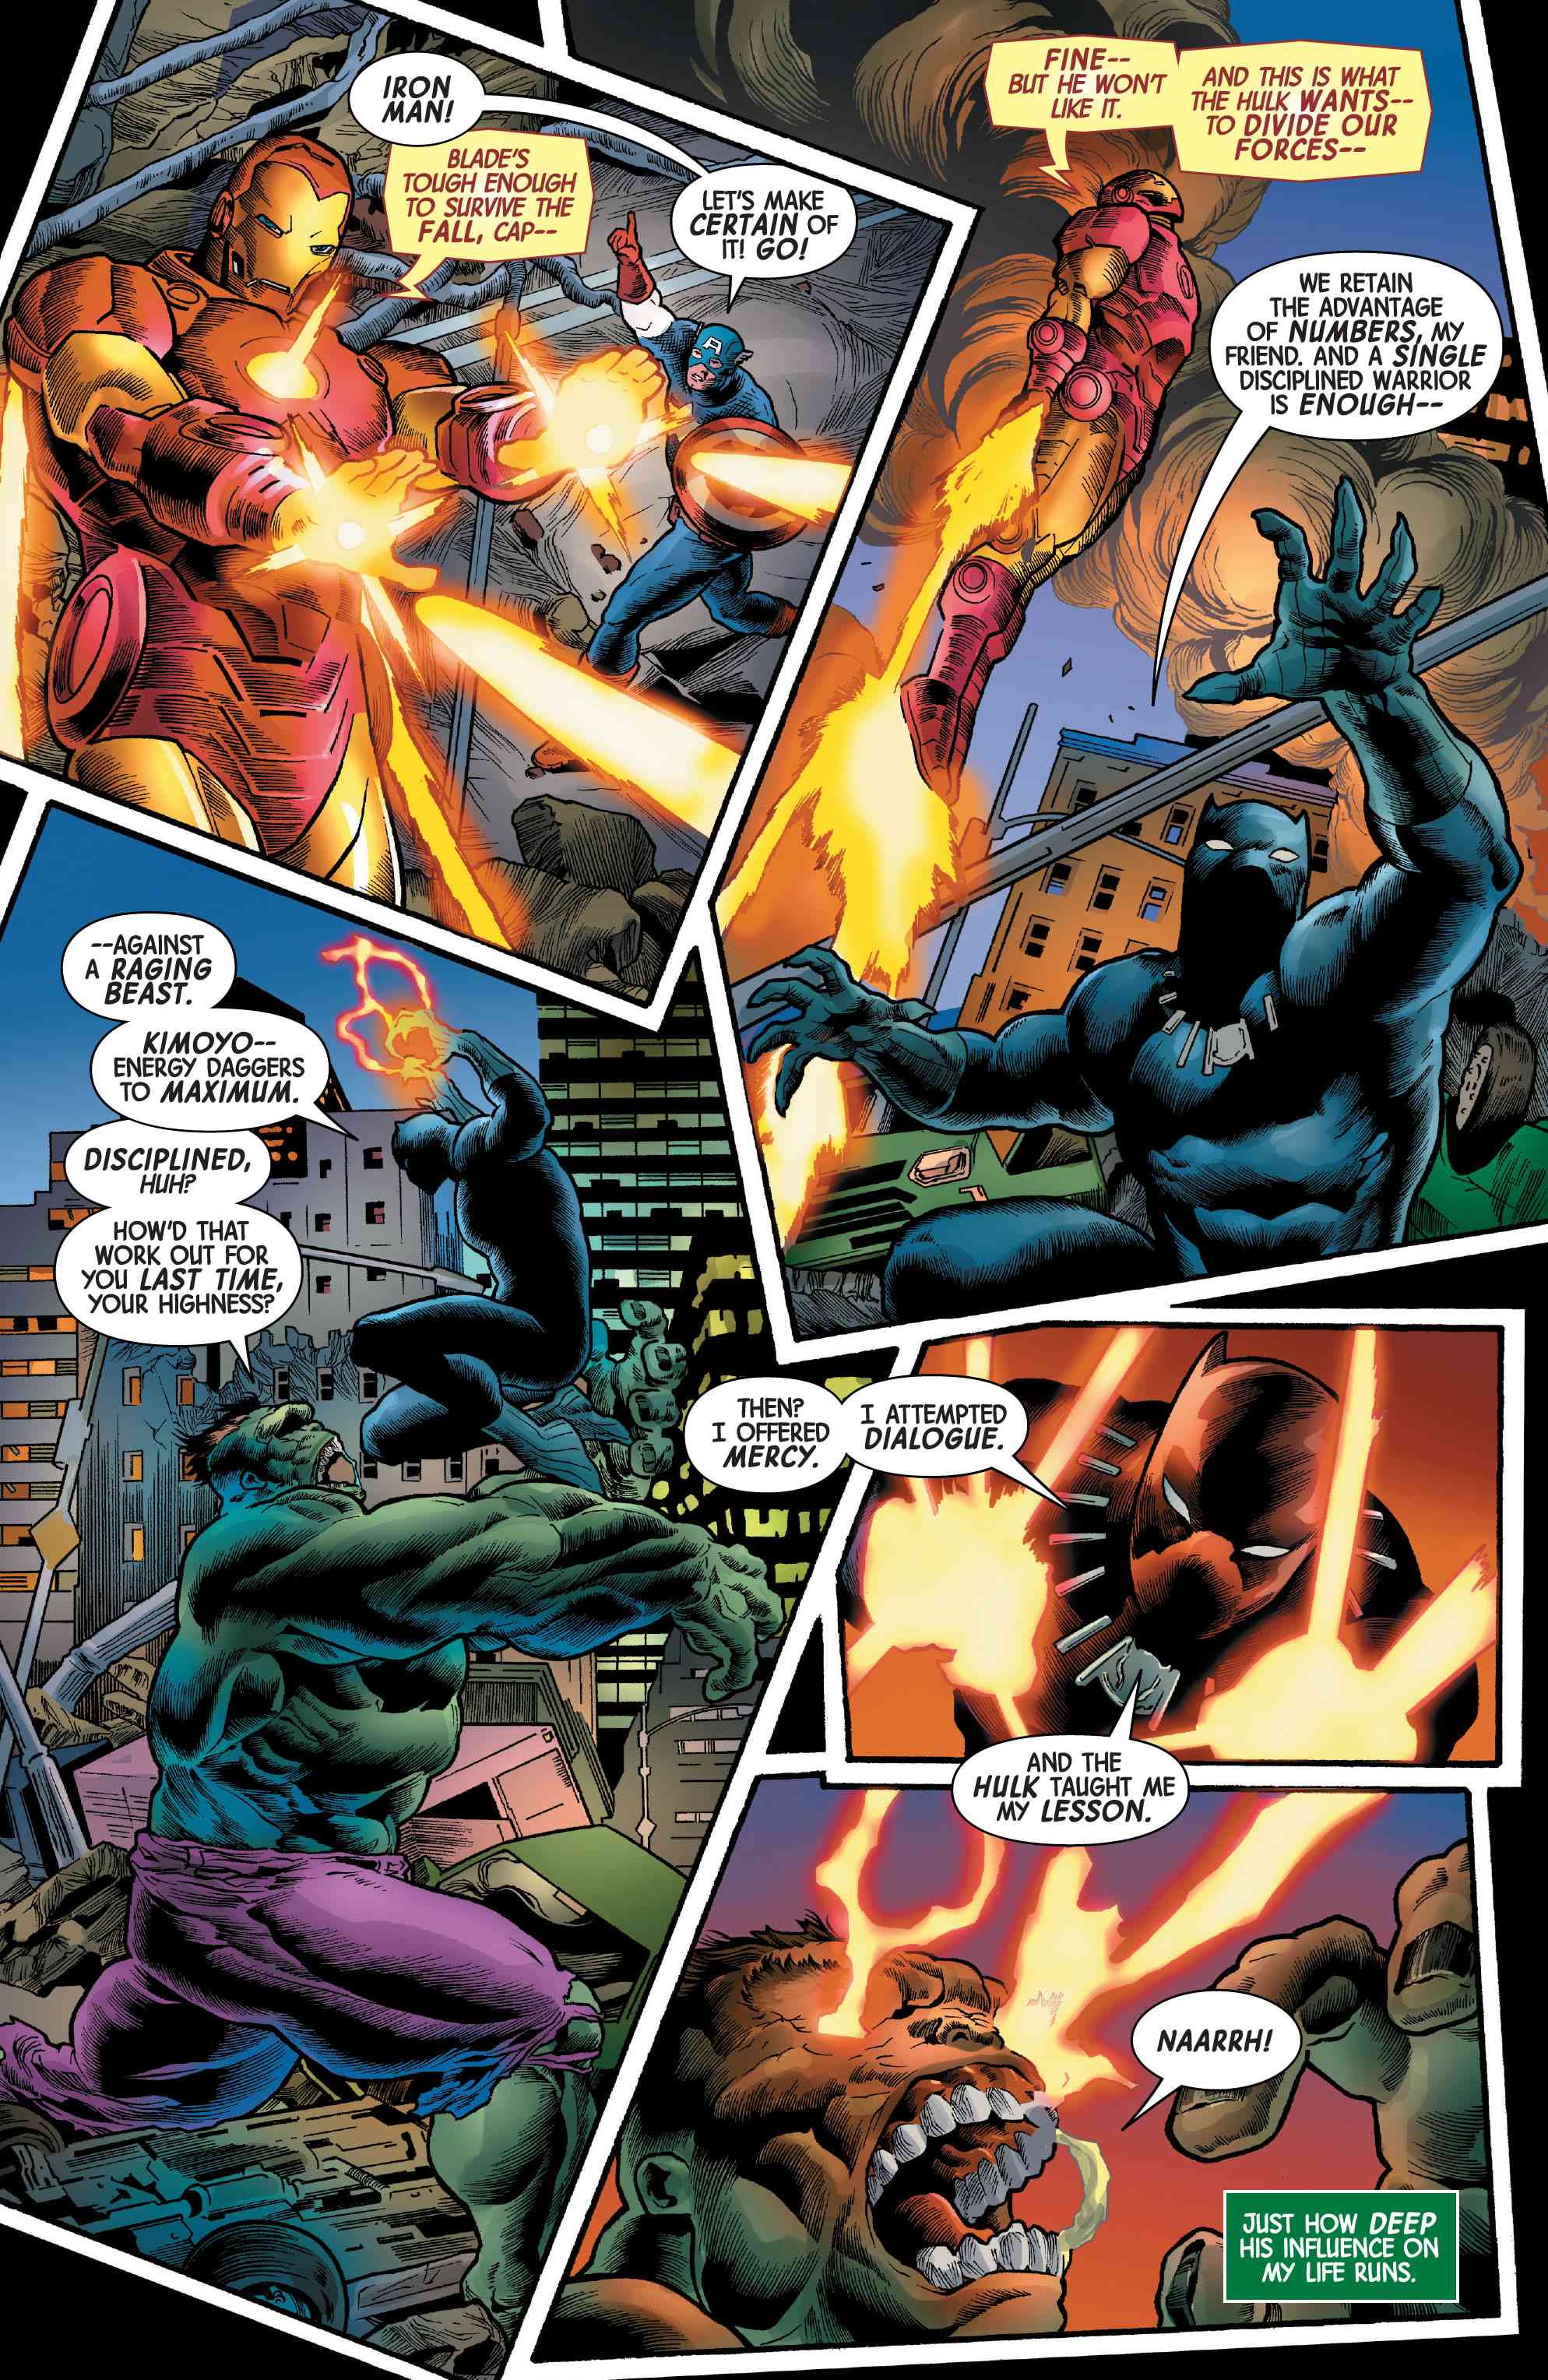 IRON
MAN!
BLADE'S
TOUGH ENOUGH
TO SURVIVE THE
FALL, CAP--
LET'S MAKE
CERTAIN OF
IT! GO!
FINE--
BUT HE WON'T
LIKE IT.
AND THIS IS WHAT
THE HULK WANTS--
TO DIVIDE OUR
FORCES--
WE RETAIN
THE ADVANTAGE
OF NUMBERS, MY
FRIEND. AND A SINGLE
DISCIPLINED WARRIOR
IS ENOUGH--
--AGAINST
A RAGING
BEAST.
KIMOYO--
ENERGY DAGGERS
TO MAXIMUM.
DISCIPLINED,
HUH?
HOW'D THAT
WORK OUT FOR
YOU LAST TIME,
YOUR HIGHNESS?
THEN?
I OFFERED
MERCY.
I ATTEMPTED
DIALOGUE.
AND THE
HULK TAUGHT ME
MY LESSON.
NAARRH!
JUST HOW DEEP
HIS INFLUENCE ON
MY LIFE RUNS.